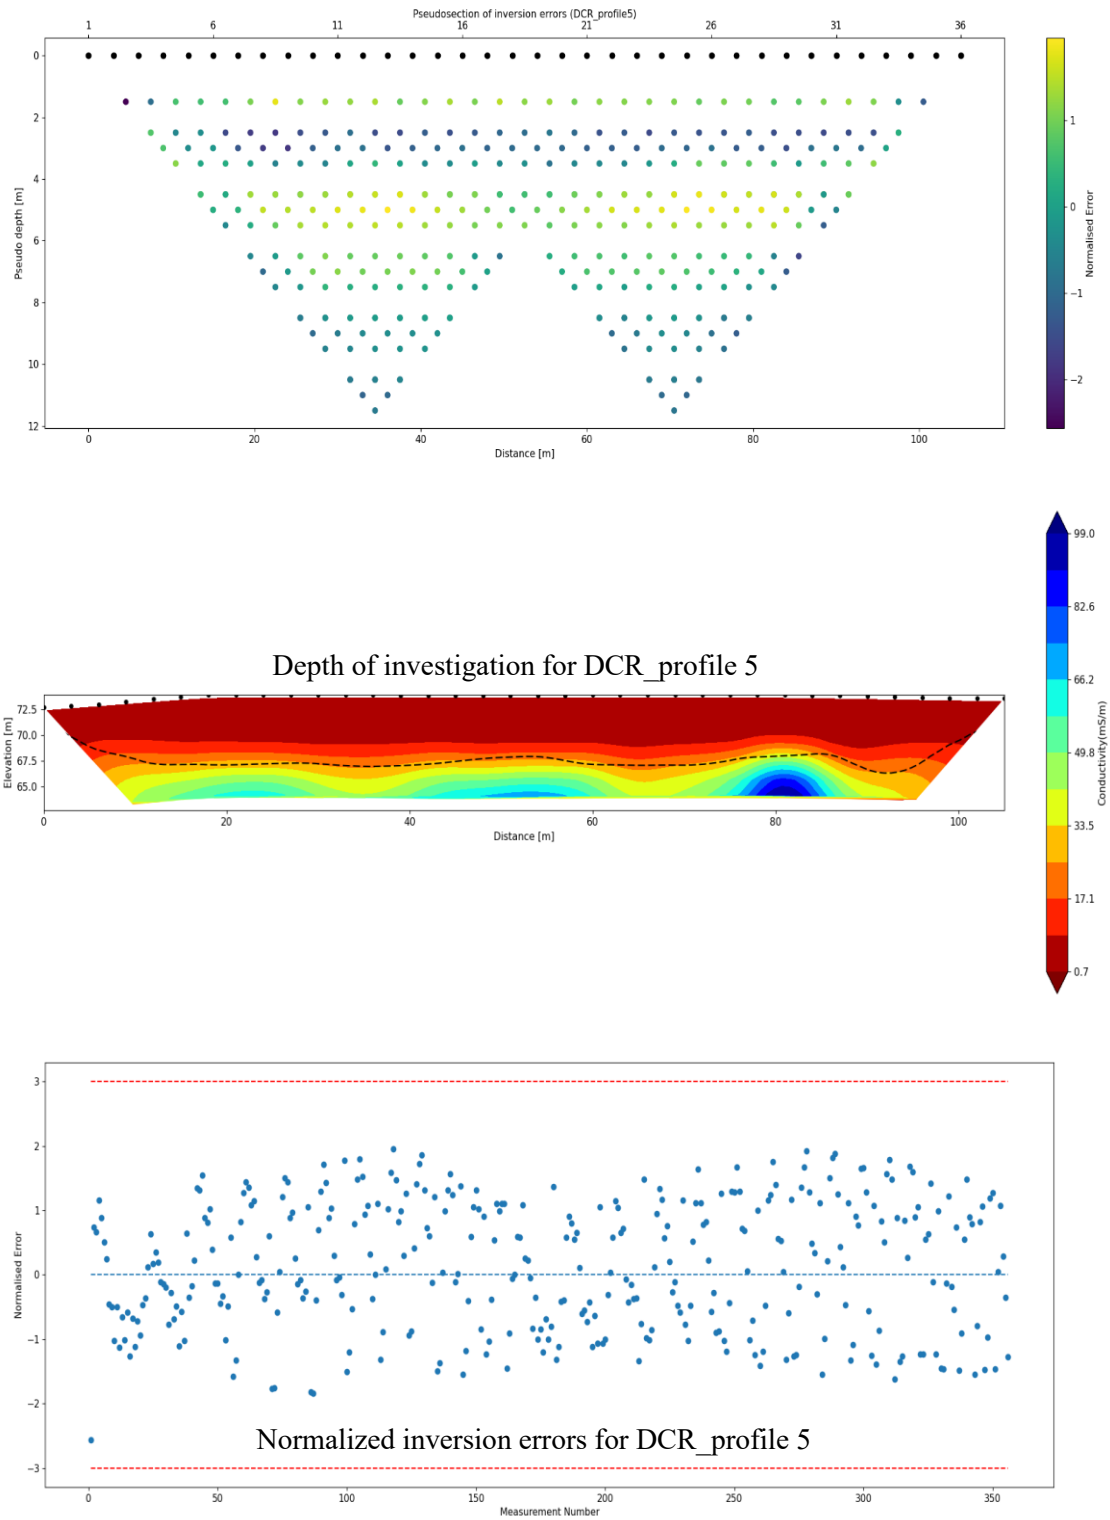 Pseudosection of inversion errors (DCR_profile5)
1 6 11 16 21 26 31 36
0
2
4
6
8
10
12
Pseudo depth [m]
0 20 40 60 80 100
Distance [m]
1
0
−1
−2
Normalised Error
Depth of investigation for DCR_profile 5
72.5
70.0
67.5
65.0
Elevation [m]
0 20 40 60 80 100
Distance [m]
99.0
82.6
66.2
49.8
33.5
17.1
0.7
Conductivity(mS/m)
3
2
1
0
−1
−2
−3
Normalised Error
Normalized inversion errors for DCR_profile 5
0 50 100 150 200 250 300 350
Measurement Number